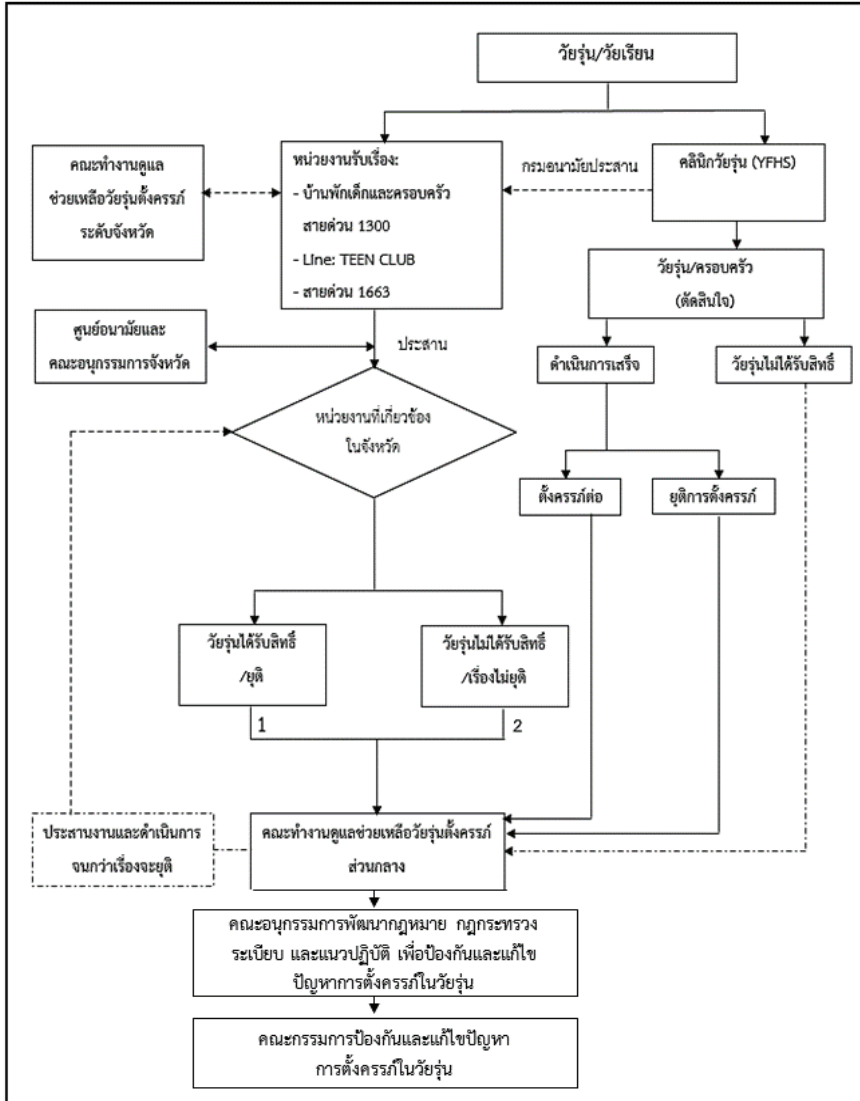 วัยรุ่น/วัยเรียน
คณะทำงานดูแล
ช่วยเหลือวัยรุ่นตั้งครรภ์
ระดับจังหวัด
หน่วยงานรับเรื่อง:
- บ้านพักเด็กและครอบครัว
สายด่วน 1300
- LIne: TEEN CLUB
- สายด่วน 1663
กรมอนามัยประสาน
คลินิกวัยรุ่น (YFHS)
วัยรุ่น/ครอบครัว
(ตัดสินใจ)
ศูนย์อนามัยและ
คณะอนุกรรมการจังหวัด
ประสาน
ดำเนินการเสร็จ
วัยรุ่นไม่ได้รับสิทธิ์
หน่วยงานที่เกี่ยวข้อง
ในจังหวัด
ตั้งครรภ์ต่อ
ยุติการตั้งครรภ์
วัยรุ่นได้รับสิทธิ์
/ยุติ
วัยรุ่นไม่ได้รับสิทธิ์
/เรื่องไม่ยุติ
1
2
ประสานงานและดำเนินการ
จนกว่าเรื่องจะยุติ
คณะทำงานดูแลช่วยเหลือวัยรุ่นตั้งครรภ์
ส่วนกลาง
คณะอนุกรรมการพัฒนากฎหมาย กฎกระทรวง
ระเบียบ และแนวปฏิบัติ เพื่อป้องกันและแก้ไข
ปัญหาการตั้งครรภ์ในวัยรุ่น
คณะกรรมการป้องกันและแก้ไขปัญหา
การตั้งครรภ์ในวัยรุ่น